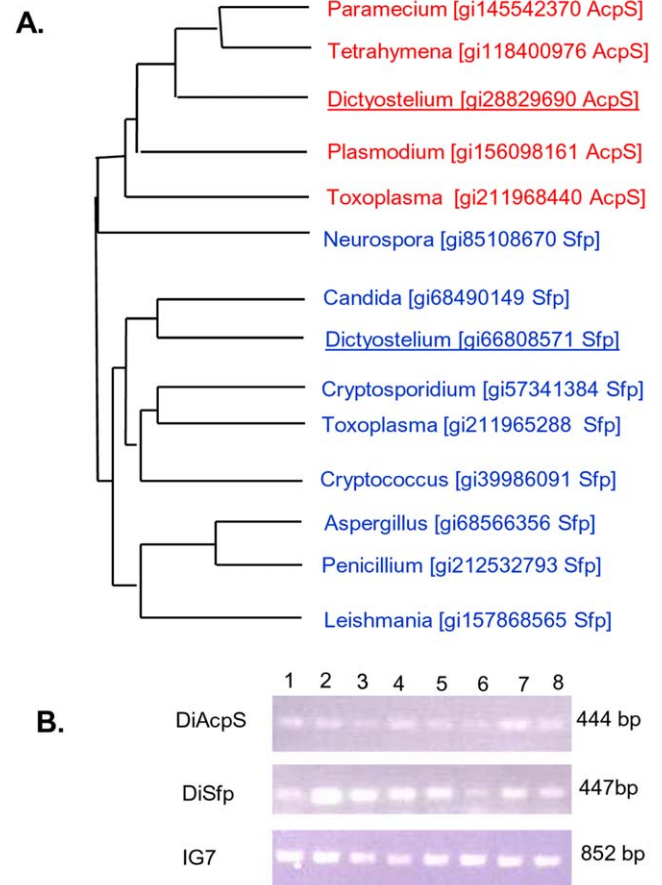 A.
Paramecium [gi145542370 AcpS]
Tetrahymena [gi118400976 AcpS]
Dictyostelium [gi28829690 AcpS]
Plasmodium [gi156098161 AcpS]
Toxoplasma [gi211968440 AcpS]
Neurospora [gi85108670 Sfp]
Candida [gi68490149 Sfp]
Dictyostelium [gi66808571 Sfp]
Cryptosporidium [gi57341384 Sfp]
Toxoplasma [gi211965288 Sfp]
Cryptococcus [gi39986091 Sfp]
Aspergillus [gi68566356 Sfp]
Penicillium [gi212532793 Sfp]
Leishmania [gi157868565 Sfp]
B.
1 2 3 4 5 6 7 8
DiAcpS 444 bp
DiSfp 447bp
IG7 852 bp